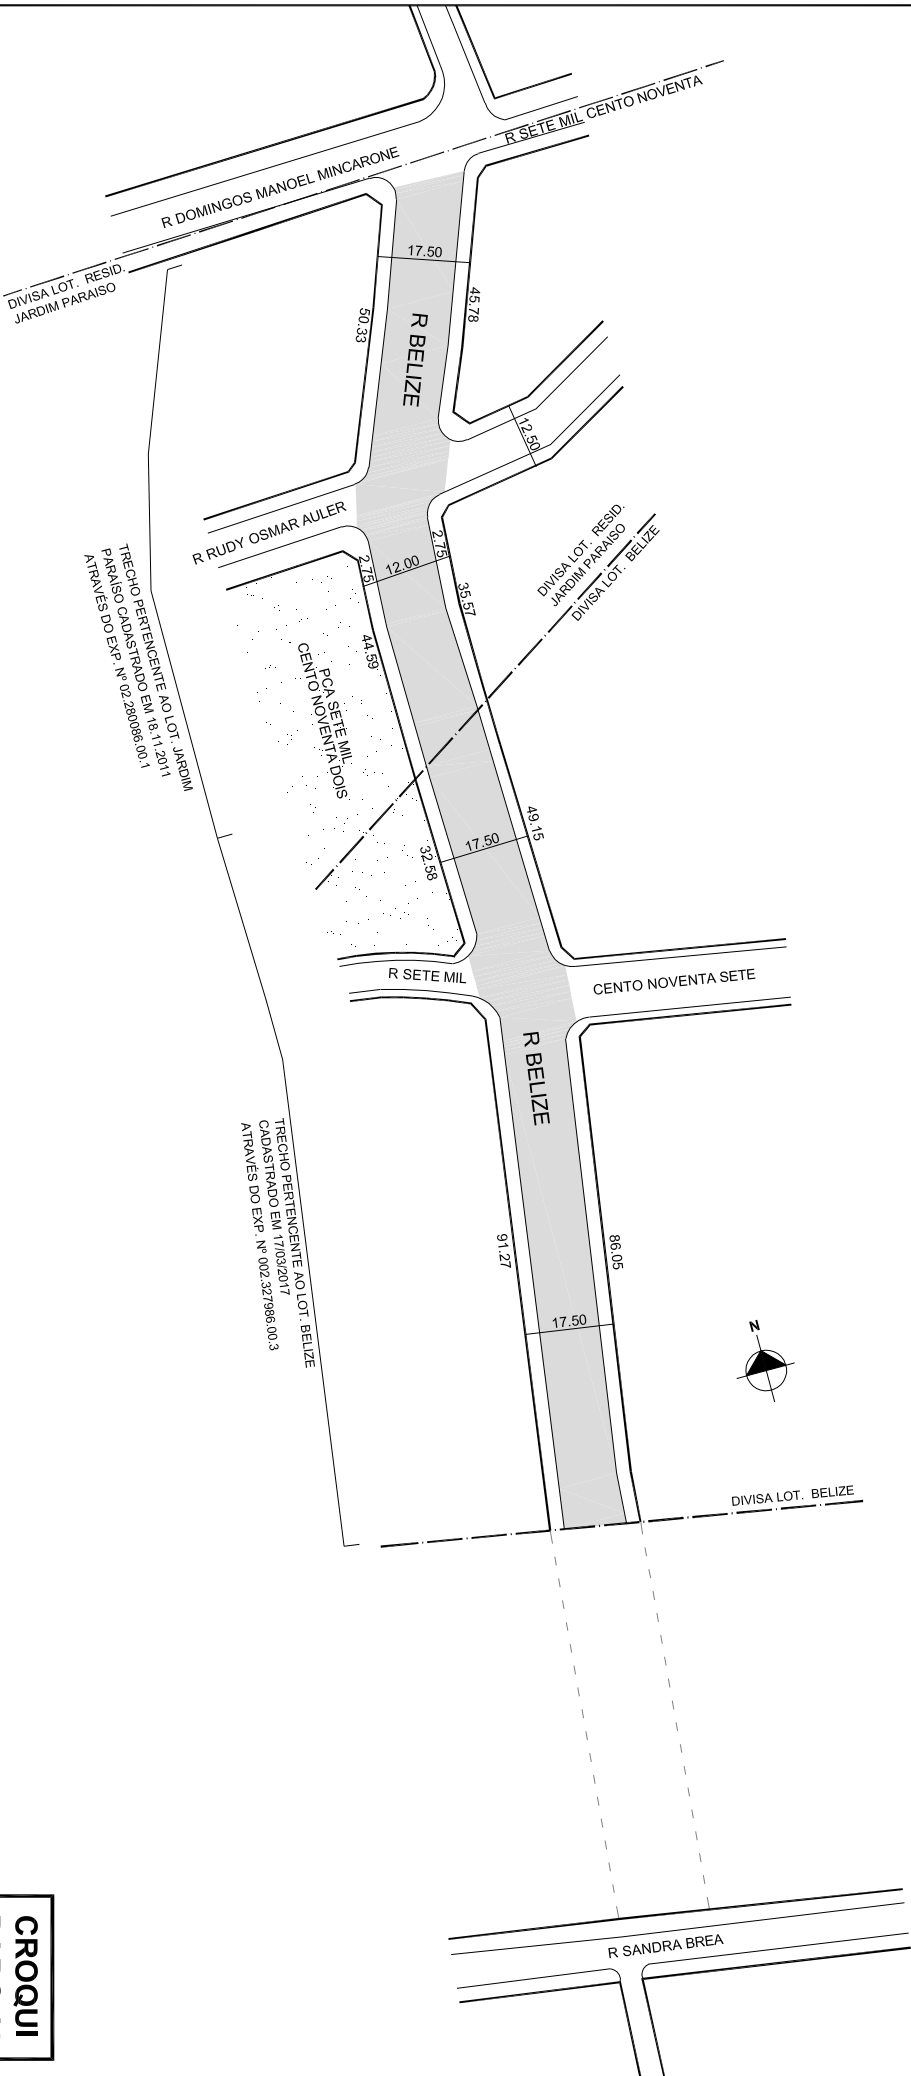 R SETE MIL CENTO NOVENTA
R DOMINGOS MANOEL MINCARONE
DIVISA LOT. RESID.
JARDIM PARAISO
17.50
50.33
45.78
R BELIZE
12.50
R RUDY OSMAR AULER
2.75
12.00
2.75
35.57
44.59
DIVISA LOT. RESID.
JARDIM PARAISO
DIVISA LOT. BELIZE
TRECHO PERTENCENTE AO LOT. JARDIM
PARAÍSO CADASTRADO EM 18.11.2011
ATRAVÉS DO EXP. Nº 02.280086.00.1
PCA SETE MIL
CENTO NOVENTA DOIS
17.50
49.15
32.58
R SETE MIL
CENTO NOVENTA SETE
R BELIZE
TRECHO PERTENCENTE AO LOT. BELIZE
CADASTRADO EM 17/03/2017
ATRAVÉS DO EXP. Nº 002.327986.00.3
91.27
86.05
17.50
N
DIVISA LOT. BELIZE
R SANDRA BREA
CROQUI